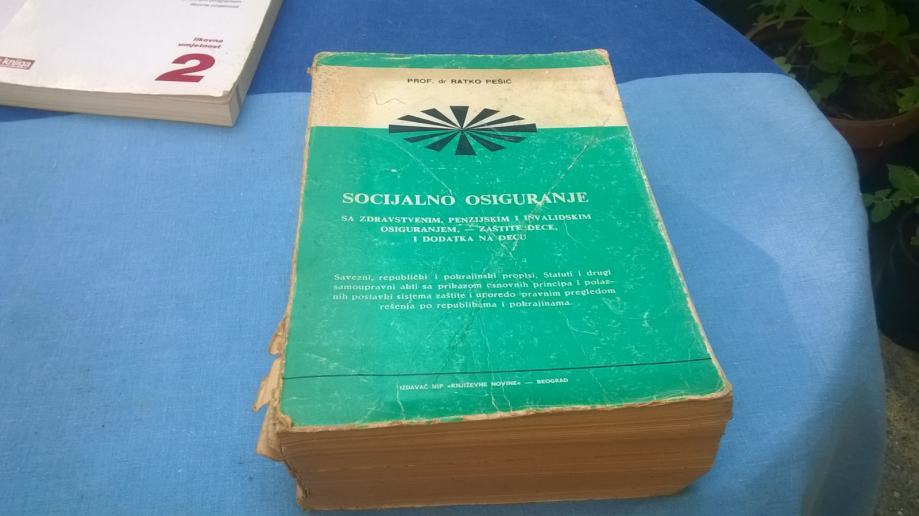 likovna
umjetnost
2
knjiga
PROF. dr RATKO PEŠIĆ
SOCIJALNO OSIGURANJE
SA ZDRAVSTVENIM, PENZIJSKIM I INVALIDSKIM
OSIGURANJEM, — ZAŠTITE DECE,
I DODATKA NA DECU
Savezni, republički i pokrajinski propisi, Statuti i drugi
samoupravni akti sa prikazom osnovnih principa i polaz-
nih postavki sistema zaštite i uporedo pravnim pregledom
rešenja po republikama i pokrajinama.
IZDAVAČ NIP »KNJIŽEVNE NOVINE« — BEOGRAD